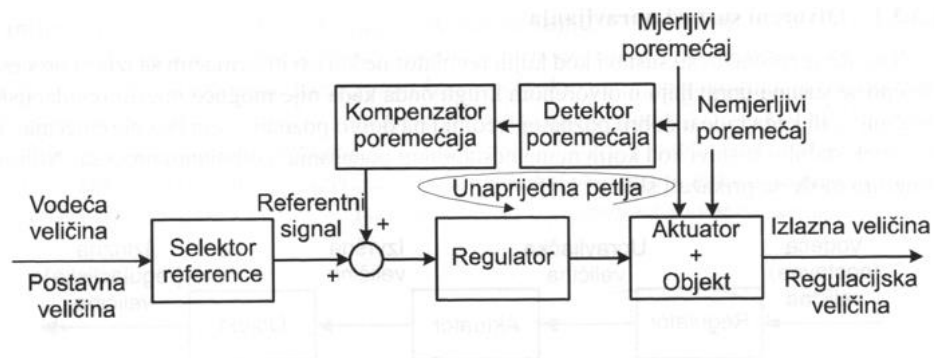 Mjerljivi
poremećaj
Kompenzator
poremećaja
Detektor
poremećaja
Nemjerljivi
poremećaj
Unaprijedna petlja
Vodeća
veličina
Postavna
veličina
Selektor
reference
Referentni
signal
+
+
Regulator
Aktuator
+
Objekt
Izlazna veličina
Regulacijska
veličina